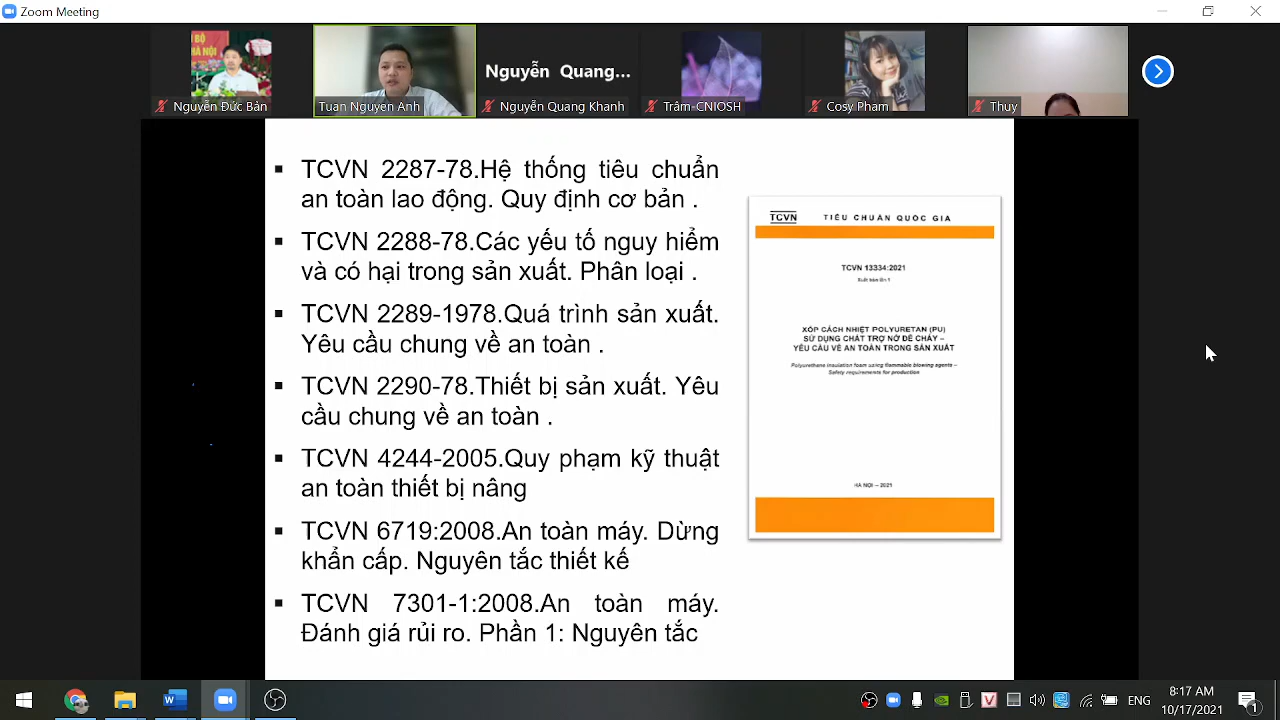 Zoom Meeting
BỘ
HÀ NỘI
Nguyễn Quang...
Nguyễn Đức Bản
Tuan Nguyen Anh
Nguyễn Quang Khanh
Trâm-CNIOSH
Cosy Pham
Thuy
TCVN 2287-78.Hệ thống tiêu chuẩn
an toàn lao động. Quy định cơ bản .
TCVN 2288-78.Các yếu tố nguy hiểm
và có hại trong sản xuất. Phân loại .
TCVN 2289-1978.Quá trình sản xuất.
Yêu cầu chung về an toàn .
TCVN 2290-78.Thiết bị sản xuất. Yêu
cầu chung về an toàn .
TCVN 4244-2005.Quy phạm kỹ thuật
an toàn thiết bị nâng
TCVN 6719:2008.An toàn máy. Dừng
khẩn cấp. Nguyên tắc thiết kế
TCVN 7301-1:2008.An toàn máy.
Đánh giá rủi ro. Phần 1: Nguyên tắc
TCVN TIÊU CHUẨN QUỐC GIA
TCVN 13334:2021
Xuất bản lần 1
XỐP CÁCH NHIỆT POLYURETAN (PU)
SỬ DỤNG CHẤT TRỢ NỞ DỄ CHÁY –
YÊU CẦU VỀ AN TOÀN TRONG SẢN XUẤT
Polyurethane insulation foam using flammable blowing agents –
Safety requirements for production
HÀ NỘI – 2021
ENG
8:17 AM
10/17/2021
1